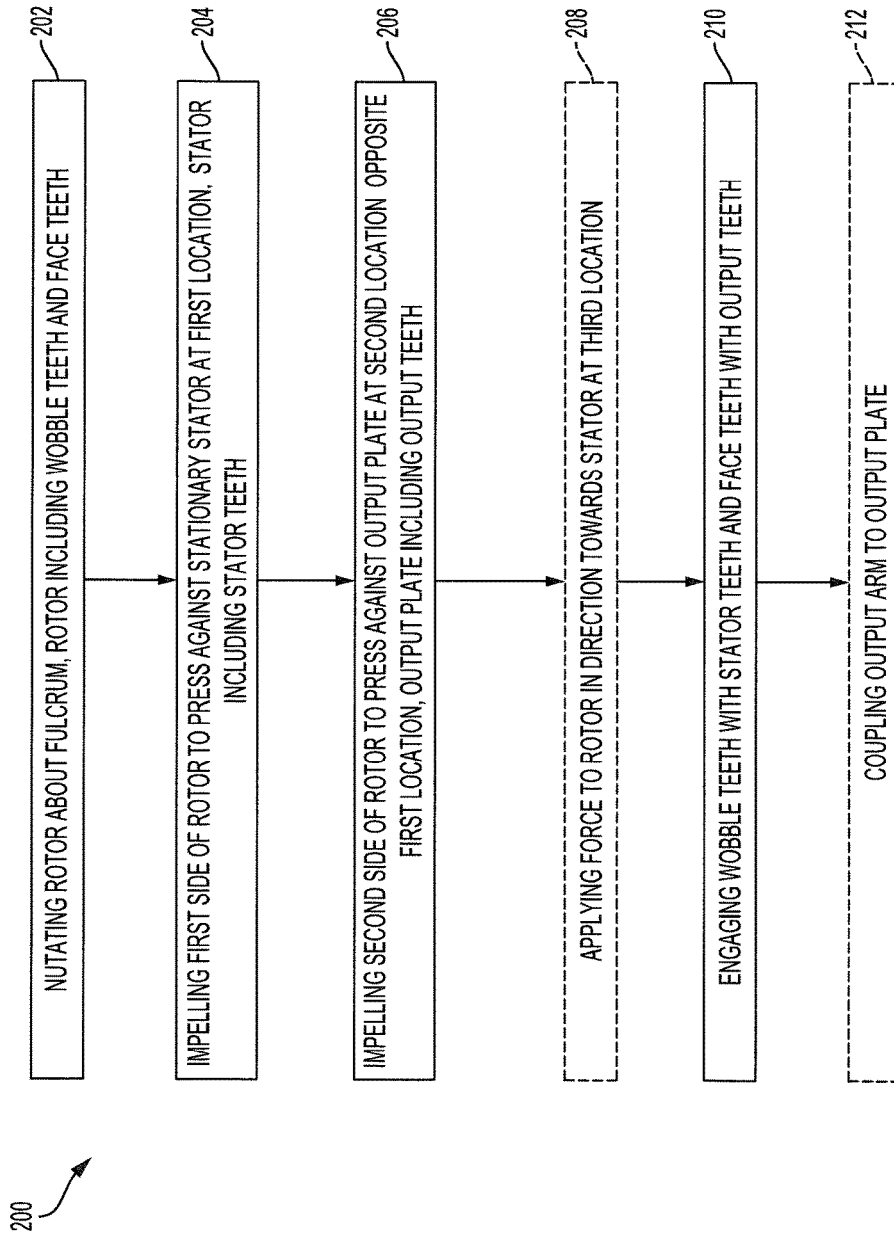 200
NUTATING ROTOR ABOUT FULCRUM, ROTOR INCLUDING WOBBLE TEETH AND FACE TEETH
202
IMPELLING FIRST SIDE OF ROTOR TO PRESS AGAINST STATIONARY STATOR AT FIRST LOCATION, STATOR
INCLUDING STATOR TEETH
204
IMPELLING SECOND SIDE OF ROTOR TO PRESS AGAINST OUTPUT PLATE AT SECOND LOCATION OPPOSITE
FIRST LOCATION, OUTPUT PLATE INCLUDING OUTPUT TEETH
206
APPLYING FORCE TO ROTOR IN DIRECTION TOWARDS STATOR AT THIRD LOCATION
208
ENGAGING WOBBLE TEETH WITH STATOR TEETH AND FACE TEETH WITH OUTPUT TEETH
210
COUPLING OUTPUT ARM TO OUTPUT PLATE
212